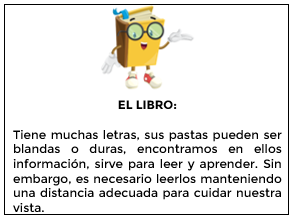 EL LIBRO:
Tiene muchas letras, sus pastas pueden ser
blandas o duras, encontramos en ellos
información, sirve para leer y aprender. Sin
embargo, es necesario leerlos manteniendo
una distancia adecuada para cuidar nuestra
vista.